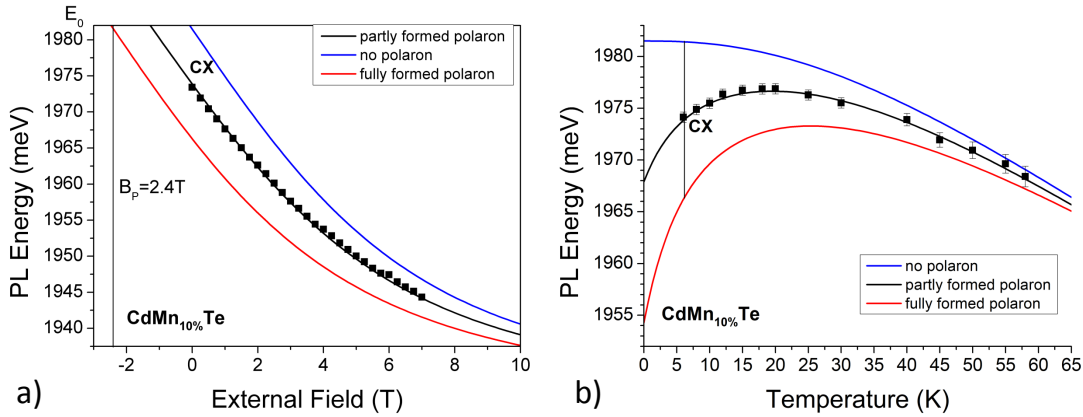 E₀
1980
1975
1970
1965
1960
1955
1950
1945
1940
PL Energy (meV)
partly formed polaron
no polaron
fully formed polaron
CX
B_P=2.4T
CdMn₁₀%Te
-2 0 2 4 6 8 10
a) External Field (T)
1980
1975
1970
1965
1960
1955
PL Energy (meV)
CX
no polaron
partly formed polaron
fully formed polaron
CdMn₁₀%Te
0 5 10 15 20 25 30 35 40 45 50 55 60 65
b) Temperature (K)